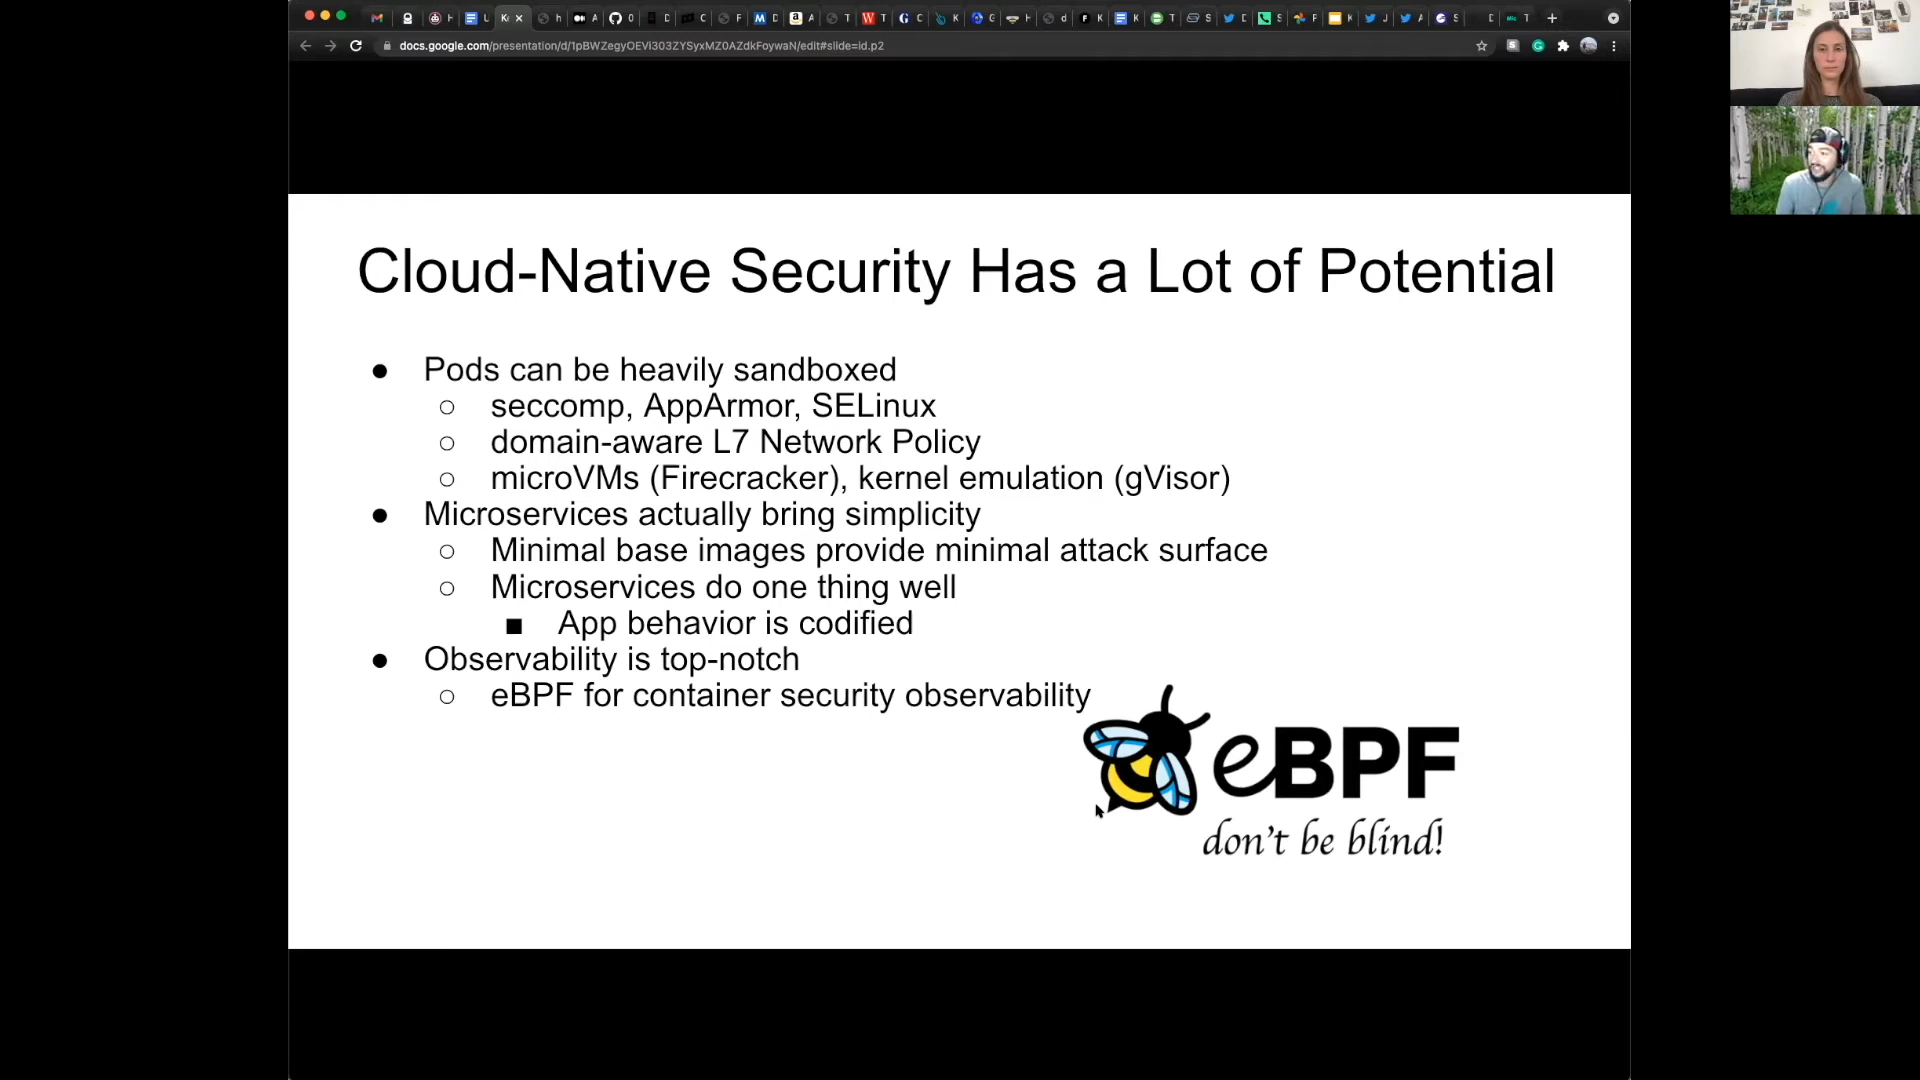 docs.google.com/presentation/d/1pBWZegyOEVi303ZYSyxMZ0AZdkFoywaN/edit#slide=id.p2
Cloud-Native Security Has a Lot of Potential
● Pods can be heavily sandboxed
○ seccomp, AppArmor, SELinux
○ domain-aware L7 Network Policy
○ microVMs (Firecracker), kernel emulation (gVisor)
● Microservices actually bring simplicity
○ Minimal base images provide minimal attack surface
○ Microservices do one thing well
■ App behavior is codified
● Observability is top-notch
○ eBPF for container security observability
eBPF
don't be blind!